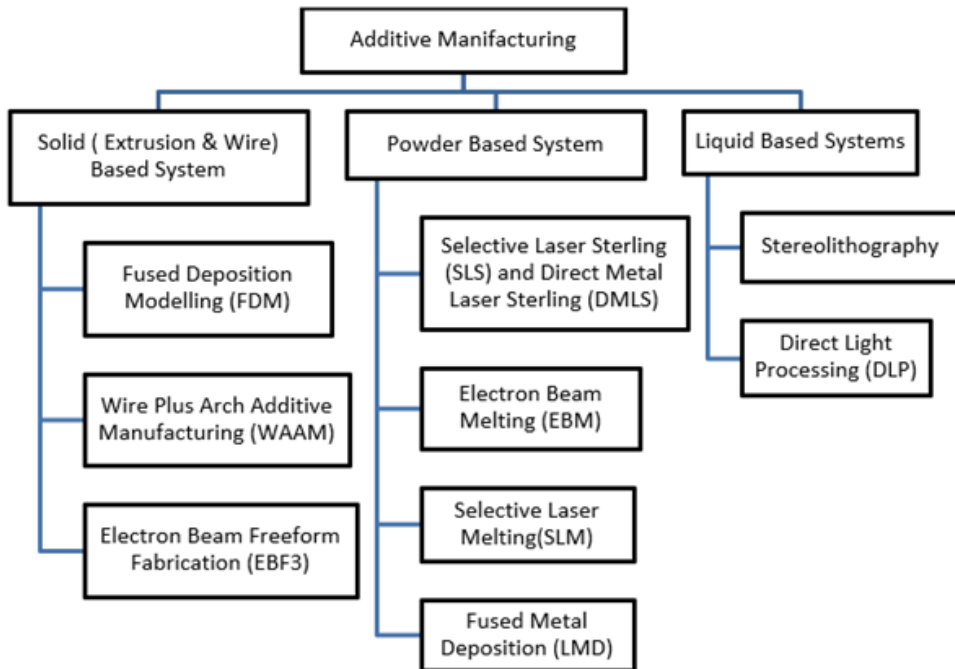 Additive Manifacturing
Solid ( Extrusion & Wire)
Based System
Fused Deposition
Modelling (FDM)
Wire Plus Arch Additive
Manufacturing (WAAM)
Electron Beam Freeform
Fabrication (EBF3)
Powder Based System
Selective Laser Sterling
(SLS) and Direct Metal
Laser Sterling (DMLS)
Electron Beam
Melting (EBM)
Selective Laser
Melting(SLM)
Fused Metal
Deposition (LMD)
Liquid Based Systems
Stereolithography
Direct Light
Processing (DLP)